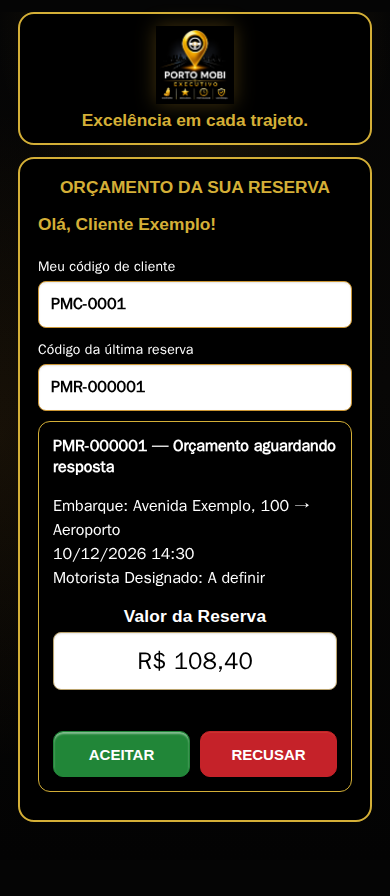 PORTO MOBI
EXECUTIVO
Excelência em cada trajeto.
ORÇAMENTO DA SUA RESERVA
Olá, Cliente Exemplo!
Meu código de cliente
PMC-0001
Código da última reserva
PMR-000001
PMR-000001 — Orçamento aguardando
resposta
Embarque: Avenida Exemplo, 100 →
Aeroporto
10/12/2026 14:30
Motorista Designado: A definir
Valor da Reserva
R$ 108,40
ACEITAR
RECUSAR